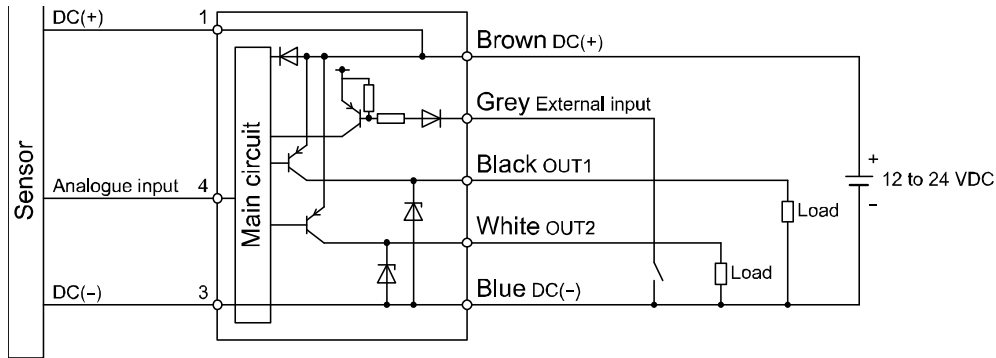 DC(+) 1
Brown DC(+)
Grey External input
Black OUT1
Analogue input 4
Sensor
Main circuit
+
12 to 24 VDC
−
Load
White OUT2
Load
DC(−) 3
Blue DC(−)